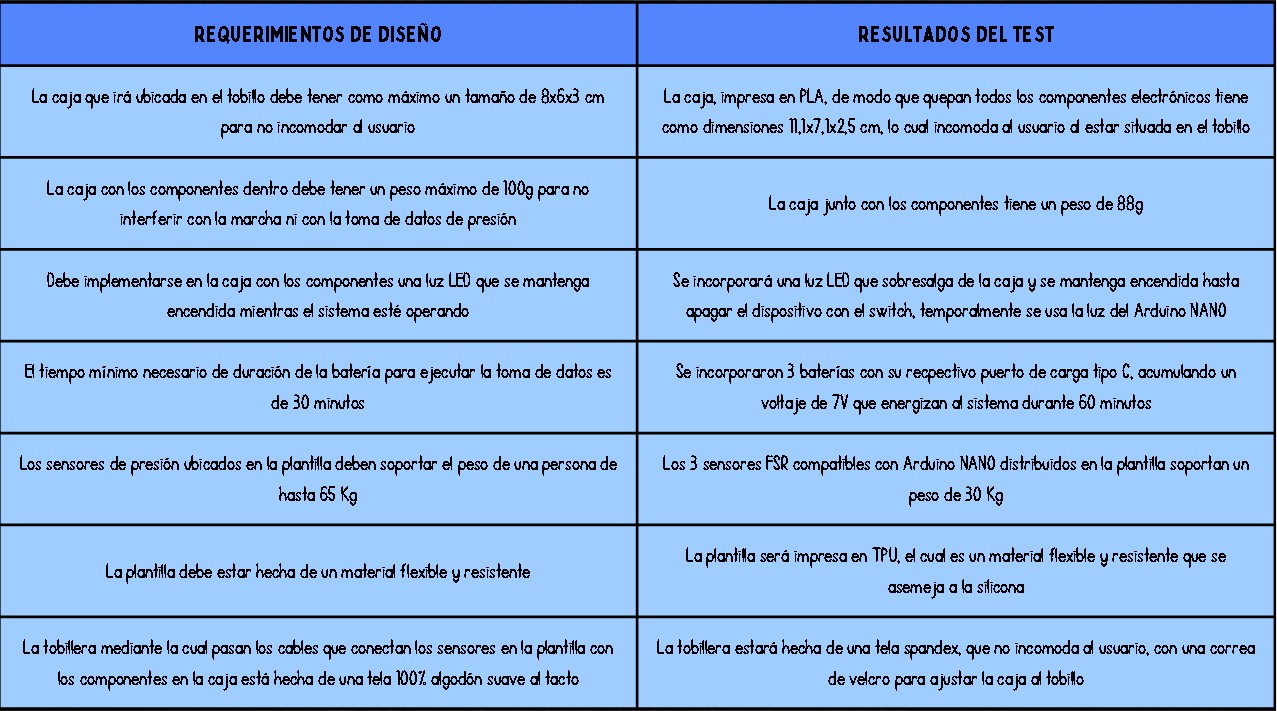 REQUERIMIENTOS DE DISEÑO
RESULTADOS DEL TEST
La caja que irá ubicada en el tobillo debe tener como máximo un tamaño de 8x6x3 cm
para no incomodar al usuario
La caja, impresa en PLA, de modo que quepan todos los componentes electrónicos tiene
como dimensiones 11,1x7,1x2,5 cm, lo cual incomoda al usuario al estar situada en el tobillo
La caja con los componentes dentro debe tener un peso máximo de 100g para no
interferir con la marcha ni con la toma de datos de presión
La caja junto con los componentes tiene un peso de 88g
Debe implementarse en la caja con los componentes una luz LED que se mantenga
encendida mientras el sistema esté operando
Se incorporará una luz LED que sobresalga de la caja y se mantenga encendida hasta
apagar el dispositivo con el switch, temporalmente se usa la luz del Arduino NANO
El tiempo mínimo necesario de duración de la batería para ejecutar la toma de datos es
de 30 minutos
Se incorporaron 3 baterías con su recpectivo puerto de carga tipo C, acumulando un
voltaje de 7V que energizan al sistema durante 60 minutos
Los sensores de presión ubicados en la plantilla deben soportar el peso de una persona de
hasta 65 Kg
Los 3 sensores FSR compatibles con Arduino NANO distribuidos en la plantilla soportan un
peso de 30 Kg
La plantilla debe estar hecha de un material flexible y resistente
La plantilla será impresa en TPU, el cual es un material flexible y resistente que se
asemeja a la silicona
La tobillera mediante la cual pasan los cables que conectan los sensores en la plantilla con
los componentes en la caja está hecha de una tela 100% algodón suave al tacto
La tobillera estará hecha de una tela spandex, que no incomoda al usuario, con una correa
de velcro para ajustar la caja al tobillo